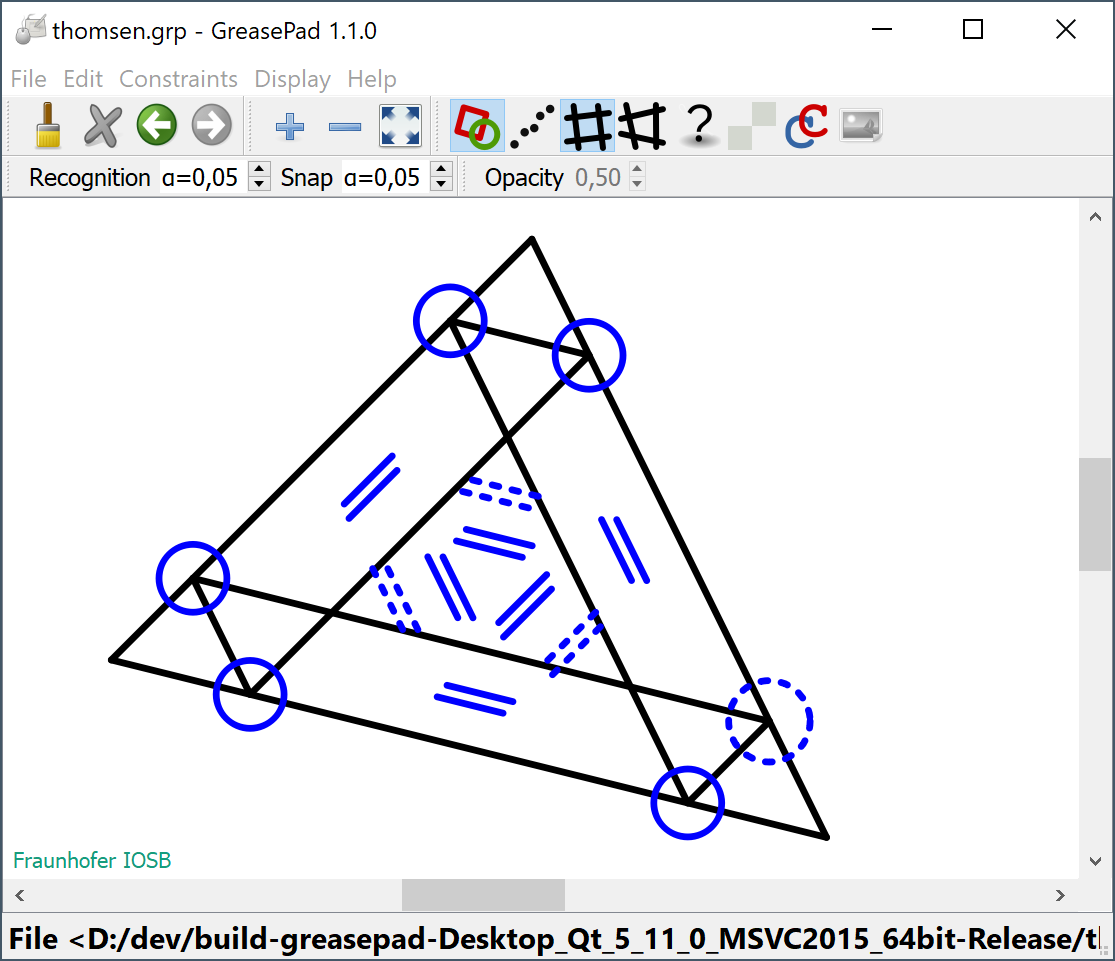 thomsen.grp - GreasePad 1.1.0
File Edit Constraints Display Help
?
Recognition α=0,05 Snap α=0,05 Opacity 0,50
Fraunhofer IOSB
File <D:/dev/build-greasepad-Desktop_Qt_5_11_0_MSVC2015_64bit-Release/t